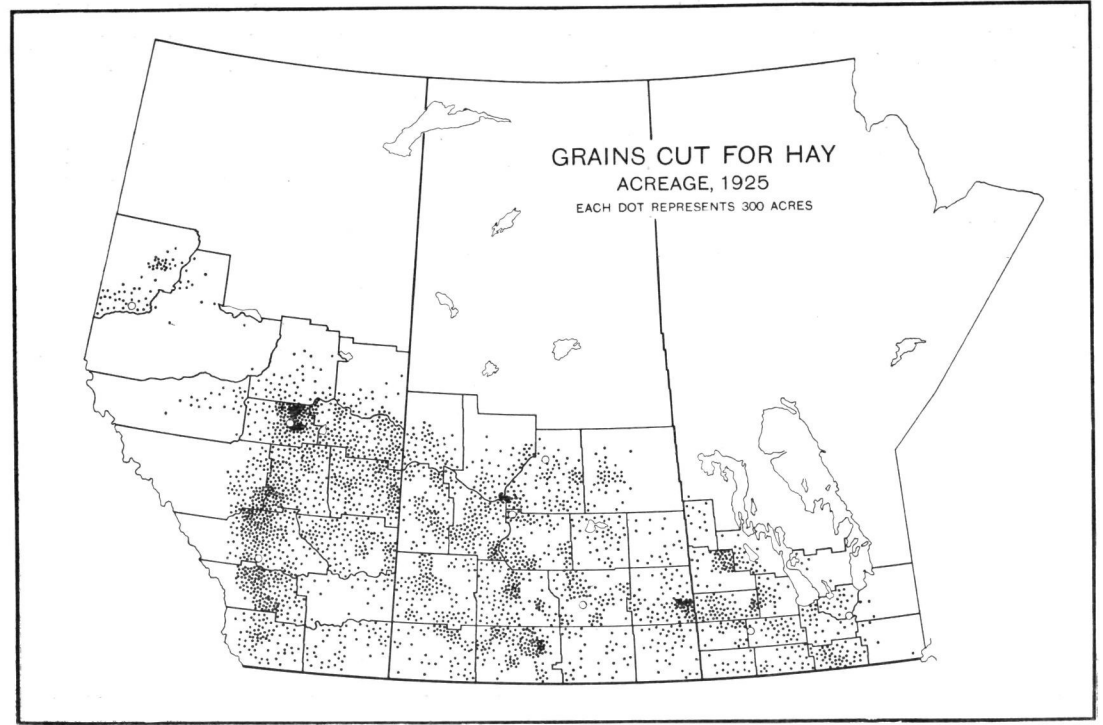 GRAINS CUT FOR HAY
ACREAGE, 1925
EACH DOT REPRESENTS 300 ACRES